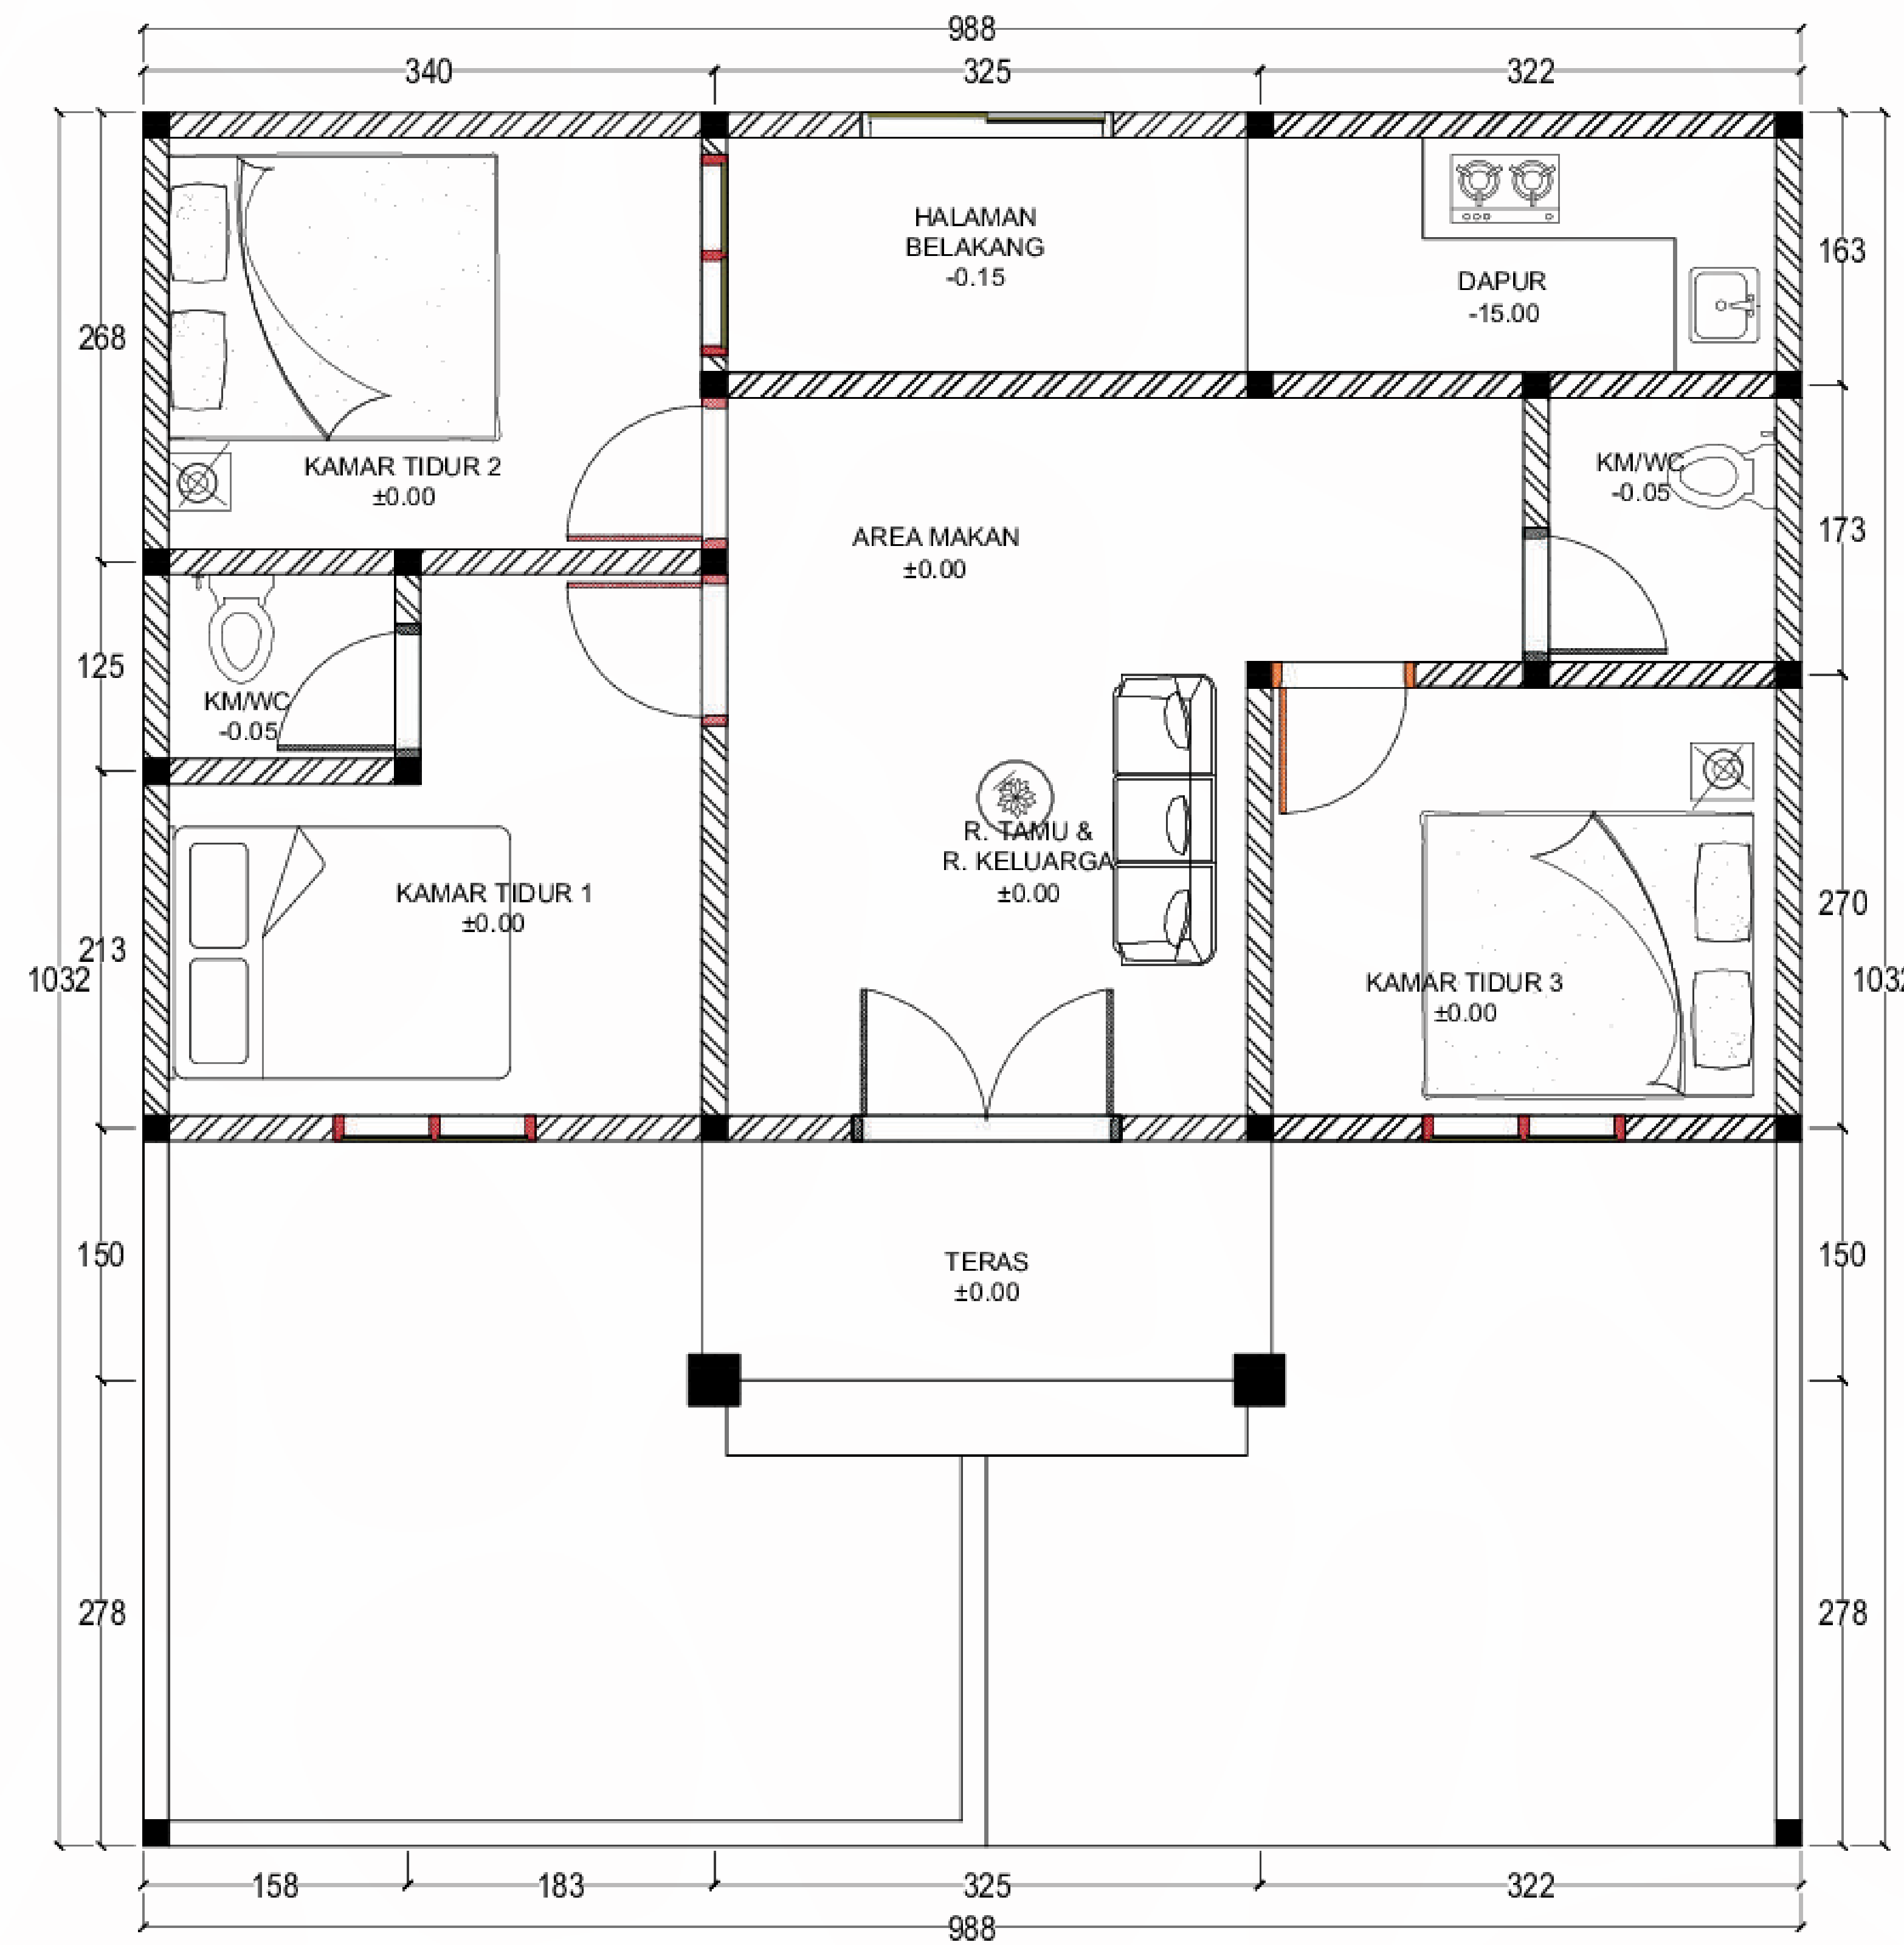 988
340
325
322
HALAMAN
BELAKANG
-0.15
163
DAPUR
-15.00
268
KAMAR TIDUR 2
±0.00
KM/WC
-0.05
173
AREA MAKAN
±0.00
125
KM/WC
-0.05
R. TAMU &
R. KELUARGA
±0.00
KAMAR TIDUR 1
±0.00
270
213
1032
KAMAR TIDUR 3
±0.00
1032
150
TERAS
±0.00
150
278
278
158
183
325
322
988